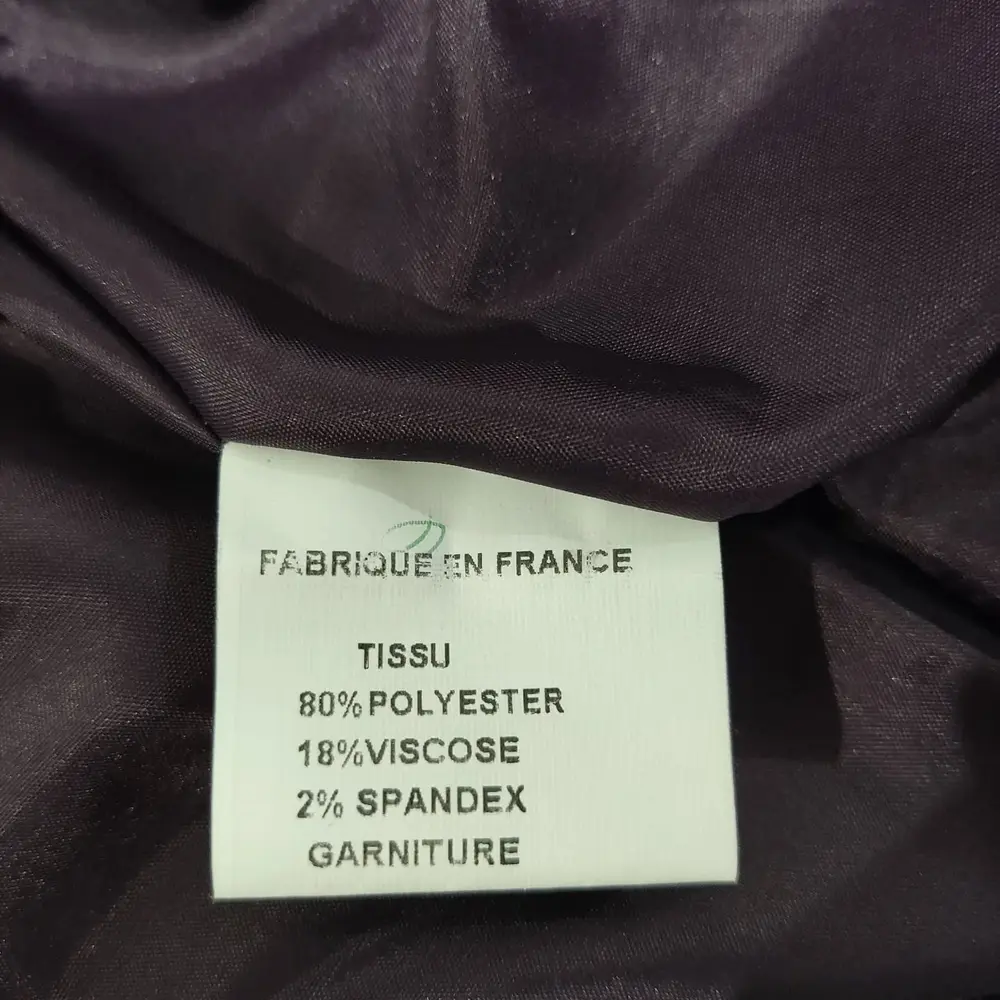 FABRIQUE EN FRANCE
TISSU
80% POLYESTER
18%VISCOSE
2% SPANDEX
GARNITURE